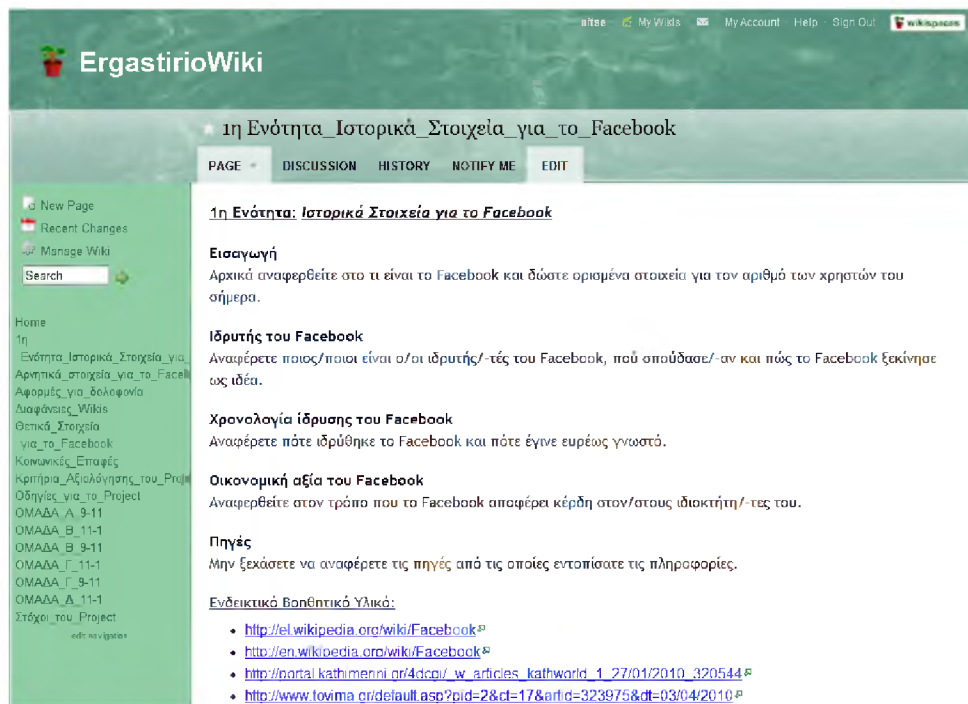 aftse My Wikis My Account · Help · Sign Out wikispaces
ErgastirioWiki
1η Ενότητα_Ιστορικά_Στοιχεία_για_το_Facebook
PAGE DISCUSSION HISTORY NOTIFY ME EDIT
New Page
Recent Changes
Manage Wiki
Search
Home
1η
Ενότητα_Ιστορικά_Στοιχεία_για_
Αρνητικά_στοιχεία_για_το_Faceb
Αφορμές_για_δολοφονία
Διαφάνειες_Wikis
Θετικά_Στοιχεία
για_το_Facebook
Κοινωνικές_Επαφές
Κριτήρια_Αξιολόγησης_του_Proje
Οδηγίες_για_το_Project
ΟΜΑΔΑ_Α_9-11
ΟΜΑΔΑ_Β_11-1
ΟΜΑΔΑ_Β_9-11
ΟΜΑΔΑ_Γ_11-1
ΟΜΑΔΑ_Γ_9-11
ΟΜΑΔΑ_Δ_11-1
Στόχοι_του_Project
edit navigation
1η Ενότητα: Ιστορικά Στοιχεία για το Facebook
Εισαγωγή
Αρχικά αναφερθείτε στο τι είναι το Facebook και δώστε ορισμένα στοιχεία για τον αριθμό των χρηστών του
σήμερα.
Ιδρυτής του Facebook
Αναφέρετε ποιος/ποιοι είναι ο/οι ιδρυτής/-τές του Facebook, πού σπούδασε/-αν και πώς το Facebook ξεκίνησε
ως ιδέα.
Χρονολογία ίδρυσης του Facebook
Αναφέρετε πότε ιδρύθηκε το Facebook και πότε έγινε ευρέως γνωστό.
Οικονομική αξία του Facebook
Αναφερθείτε στον τρόπο που το Facebook αποφέρει κέρδη στον/στους ιδιοκτήτη/-τες του.
Πηγές
Μην ξεχάσετε να αναφέρετε τις πηγές από τις οποίες εντοπίσατε τις πληροφορίες.
Ενδεικτικό Βοηθητικό Υλικό:
http://el.wikipedia.org/wiki/Facebook
http://en.wikipedia.org/wiki/Facebook
http://portal.kathimerini.gr/4dcgi/_w_articles_kathworld_1_27/01/2010_320544
http://www.tovima.gr/default.asp?pid=2&ct=17&artid=323975&dt=03/04/2010